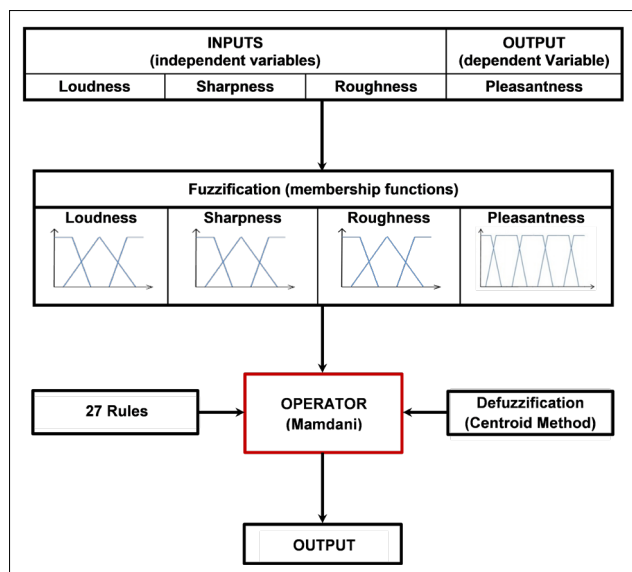 INPUTS
(independent variables)
OUTPUT
(dependent Variable)
Loudness
Sharpness
Roughness
Pleasantness
Fuzzification (membership functions)
Loudness
Sharpness
Roughness
Pleasantness
27 Rules
OPERATOR
(Mamdani)
Defuzzification
(Centroid Method)
OUTPUT